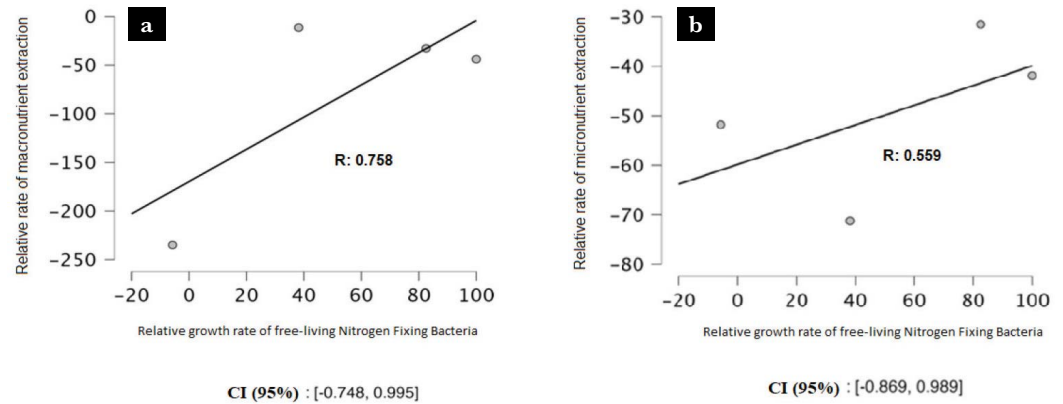 a
Relative rate of macronutrient extraction
0
-50
-100
-150
-200
-250
R: 0.758
-20 0 20 40 60 80 100
Relative growth rate of free-living Nitrogen Fixing Bacteria
CI (95%) : [-0.748, 0.995]
b
Relative rate of micronutrient extraction
-30
-40
-50
-60
-70
-80
R: 0.559
-20 0 20 40 60 80 100
Relative growth rate of free-living Nitrogen Fixing Bacteria
CI (95%) : [-0.869, 0.989]